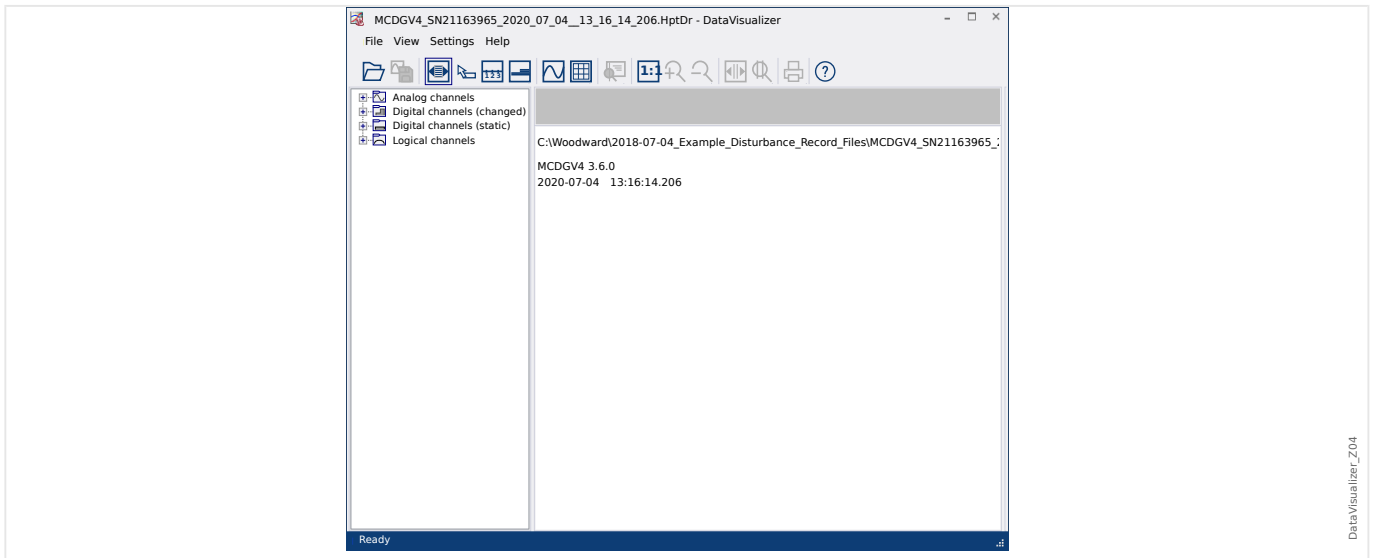 MCDGV4_SN21163965_2020_07_04__13_16_14_206.HptDr - DataVisualizer
File View Settings Help
123
1:1
?
Analog channels
Digital channels (changed)
Digital channels (static)
Logical channels
C:\Woodward\2018-07-04_Example_Disturbance_Record_Files\MCDGV4_SN21163965_
MCDGV4 3.6.0
2020-07-04 13:16:14.206
Ready
DataVisualizer_Z04